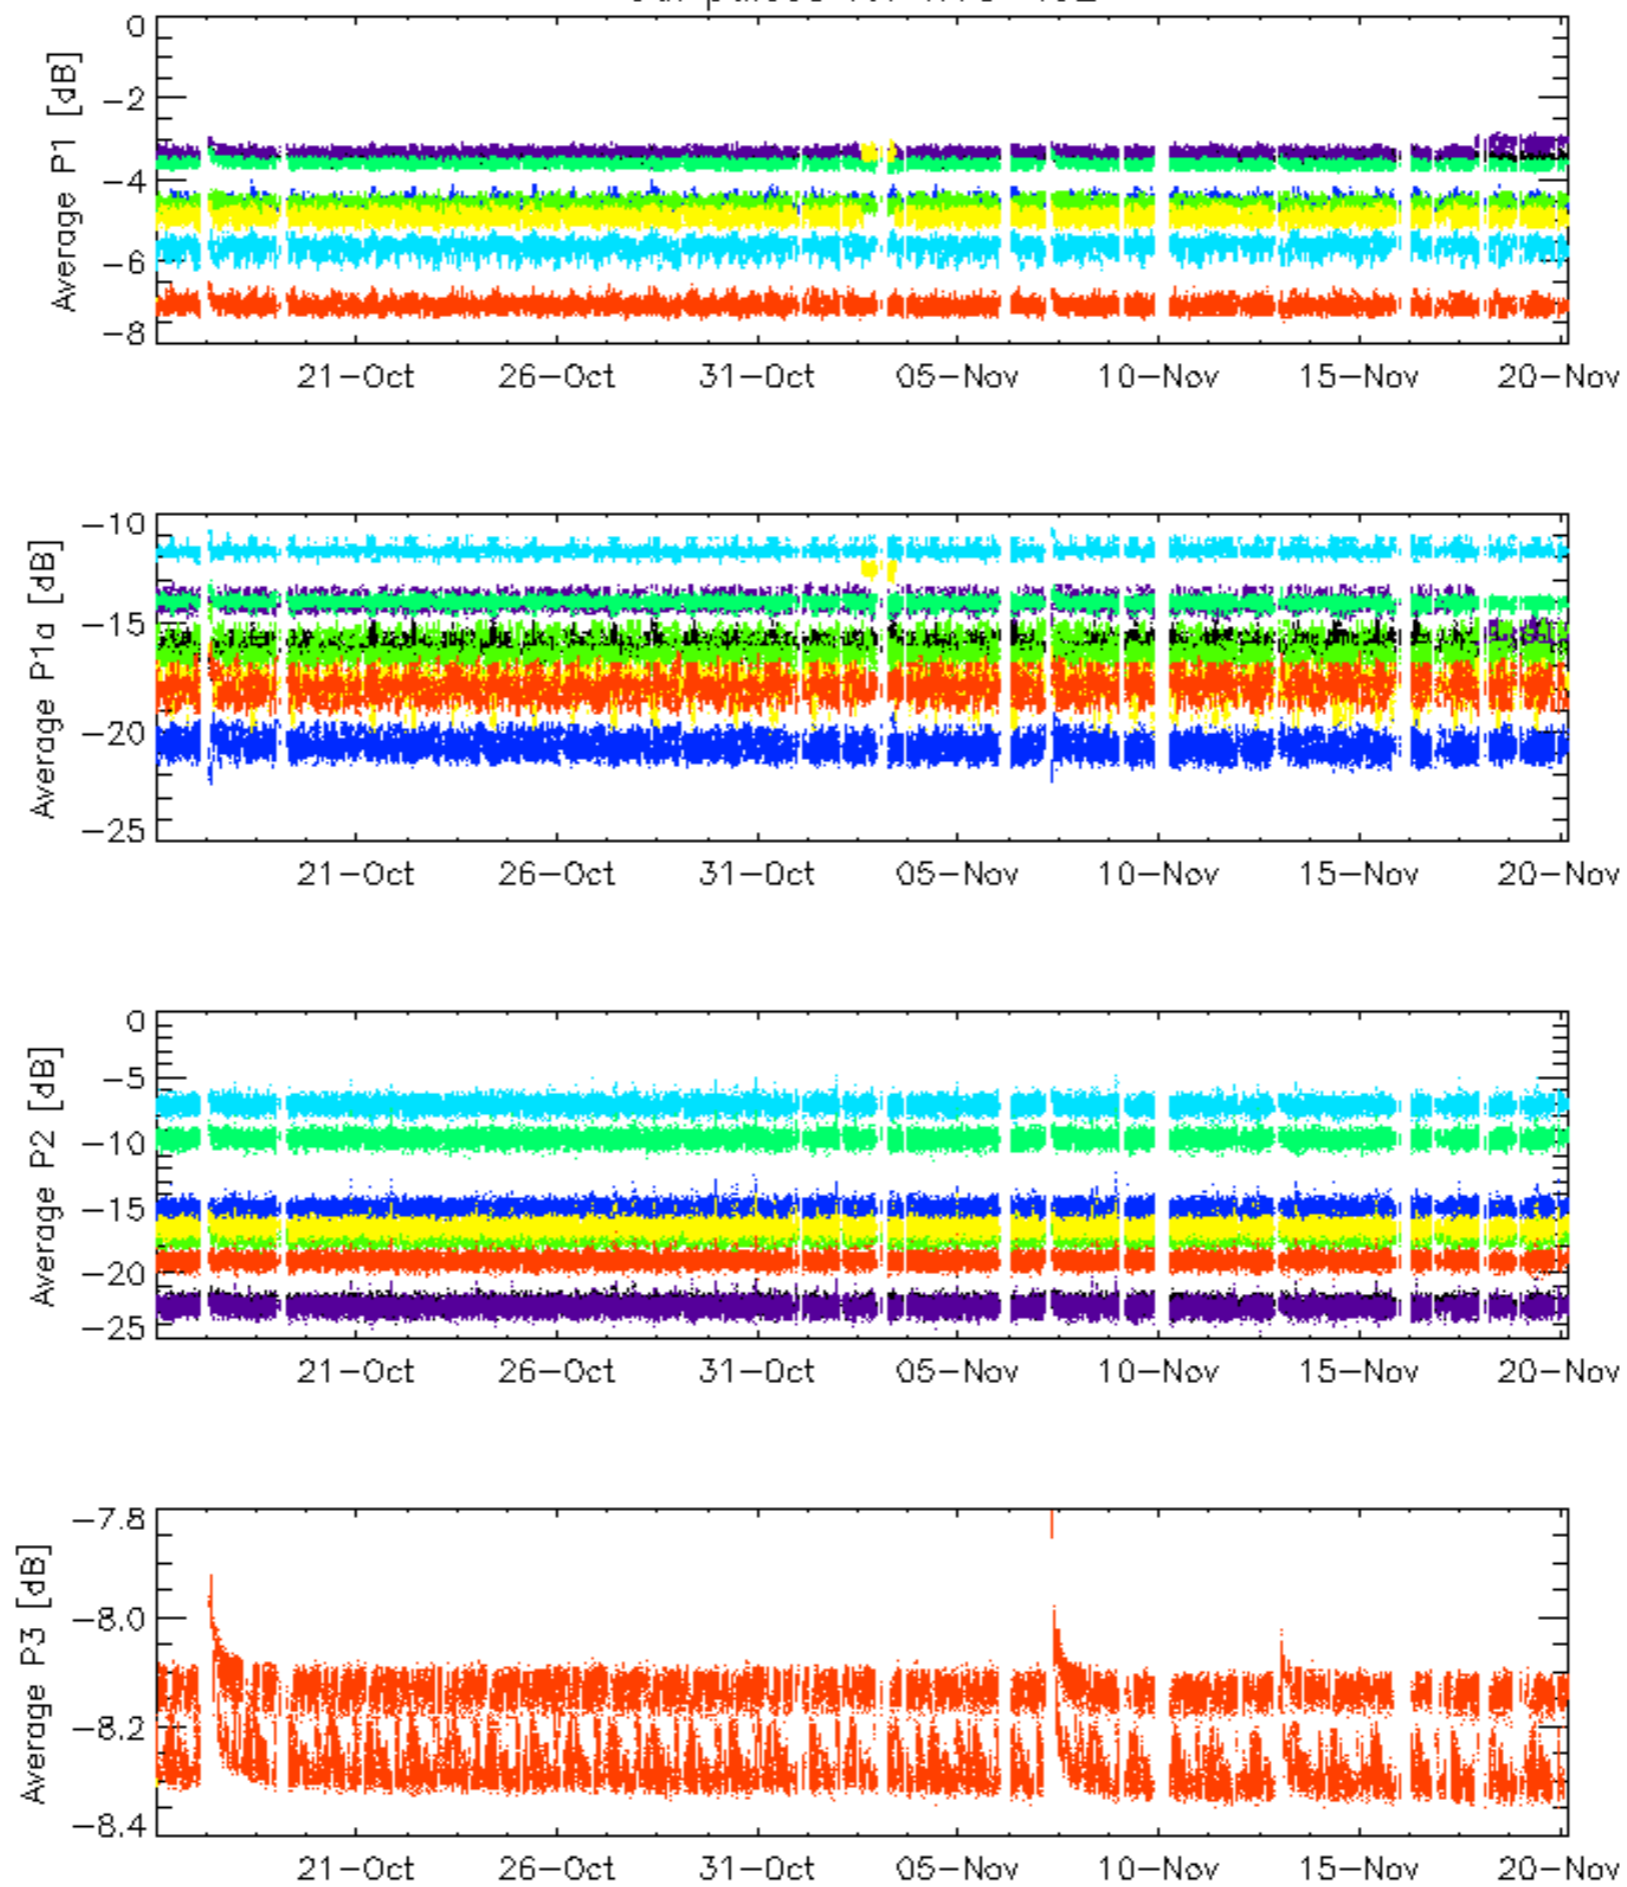 Average P1 [dB]
0
−2
−4
−6
−8
21−Oct 26−Oct 31−Oct 05−Nov 10−Nov 15−Nov 20−Nov
Average P1a [dB]
−10
−15
−20
−25
21−Oct 26−Oct 31−Oct 05−Nov 10−Nov 15−Nov 20−Nov
Average P2 [dB]
0
−5
−10
−15
−20
−25
21−Oct 26−Oct 31−Oct 05−Nov 10−Nov 15−Nov 20−Nov
Average P3 [dB]
−7.8
−8.0
−8.2
−8.4
21−Oct 26−Oct 31−Oct 05−Nov 10−Nov 15−Nov 20−Nov